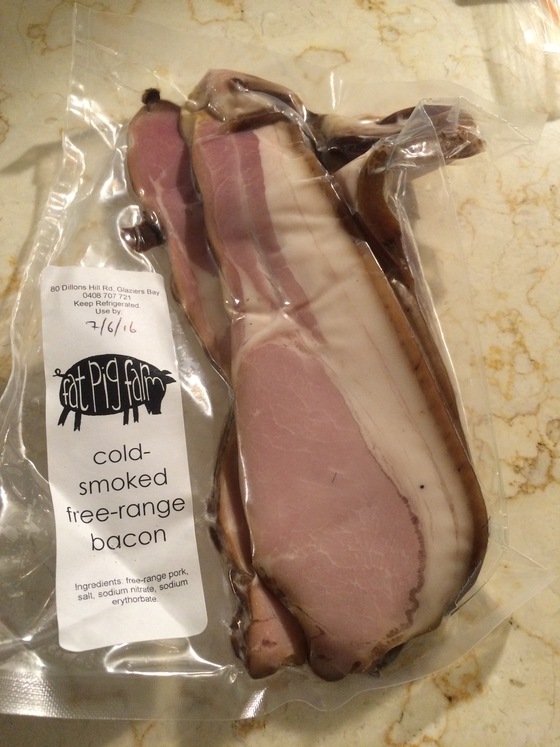 80 Dillons Hill Rd, Glaziers Bay
0408 707 721
Keep Refrigerated
Use by:
7/6/16
fat pig farm
cold-
smoked
free-range
bacon
Ingredients: free-range pork,
salt, sodium nitrate, sodium
erythorbate.